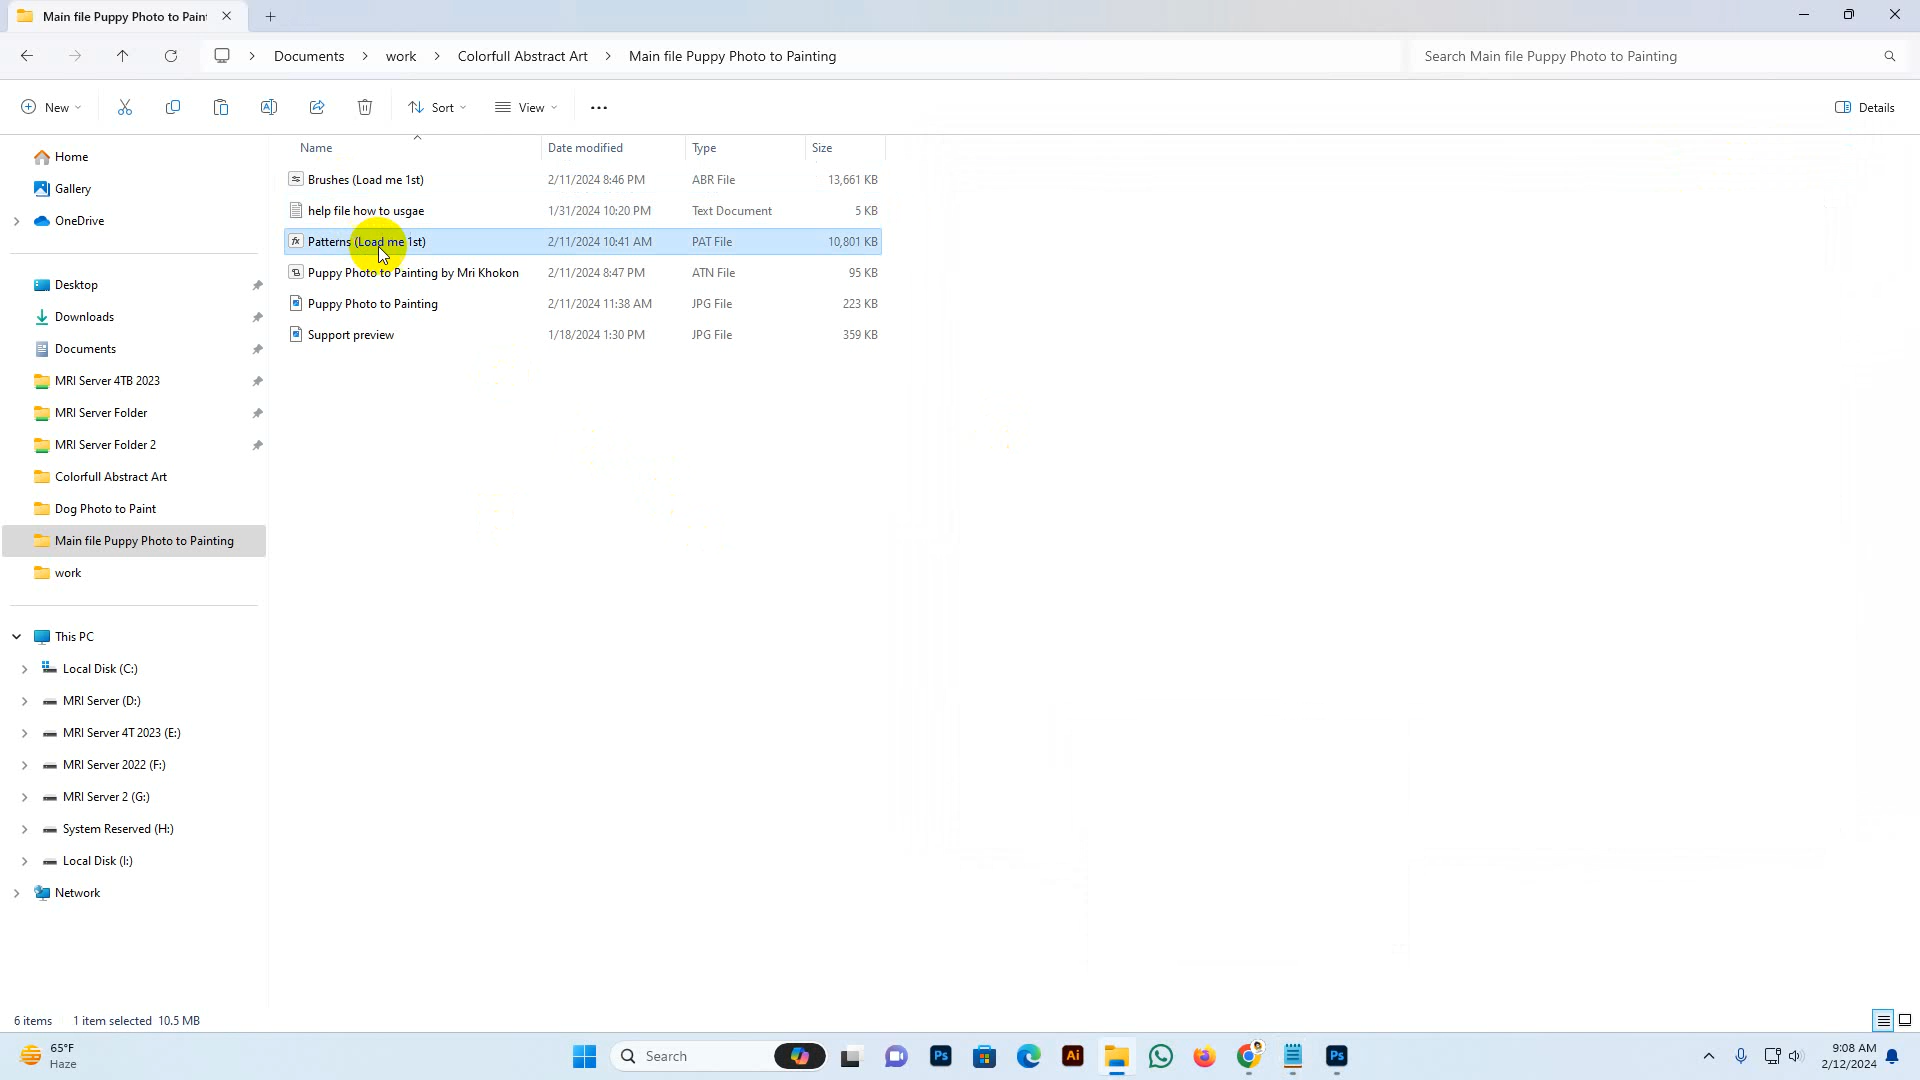 Main file Puppy Photo to Pain
Documents > work > Colorfull Abstract Art > Main file Puppy Photo to Painting
Search Main file Puppy Photo to Painting
New
Sort
View
Details
Name Date modified Type Size
Brushes (Load me 1st) 2/11/2024 8:46 PM ABR File 13,661 KB
help file how to usgae 1/31/2024 10:20 PM Text Document 5 KB
Patterns (Load me 1st) 2/11/2024 10:41 AM PAT File 10,801 KB
Puppy Photo to Painting by Mri Khokon 2/11/2024 8:47 PM ATN File 95 KB
Puppy Photo to Painting 2/11/2024 11:38 AM JPG File 223 KB
Support preview 1/18/2024 1:30 PM JPG File 359 KB
Home
Gallery
OneDrive
Desktop
Downloads
Documents
MRI Server 4TB 2023
MRI Server Folder
MRI Server Folder 2
Colorfull Abstract Art
Dog Photo to Paint
Main file Puppy Photo to Painting
work
This PC
Local Disk (C:)
MRI Server (D:)
MRI Server 4T 2023 (E:)
MRI Server 2022 (F:)
MRI Server 2 (G:)
System Reserved (H:)
Local Disk (I:)
Network
6 items 1 item selected 10.5 MB
65°F
Haze
Search
Ps
Ai
Ps
9:08 AM
2/12/2024